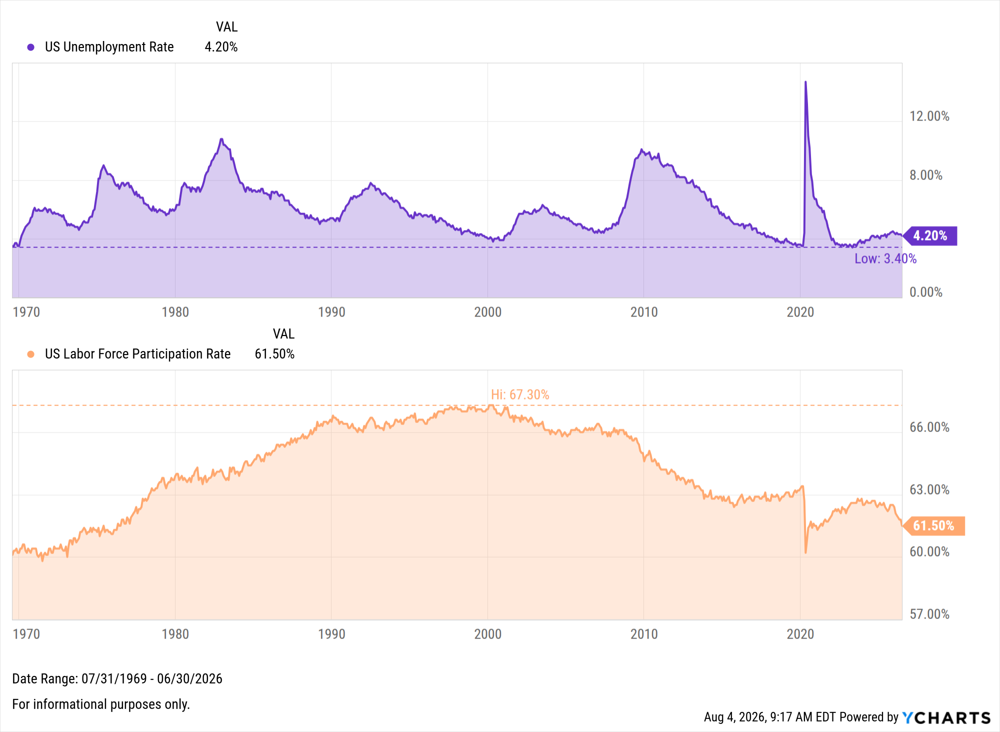 VAL
US Unemployment Rate 4.20%
12.00%
8.00%
4.20%
Low: 3.40%
0.00%
1970 1980 1990 2000 2010 2020
VAL
US Labor Force Participation Rate 61.50%
Hi: 67.30%
66.00%
63.00%
61.50%
60.00%
57.00%
1970 1980 1990 2000 2010 2020
Date Range: 07/31/1969 - 06/30/2026
For informational purposes only.
Aug 4, 2026, 9:17 AM EDT Powered by YCHARTS